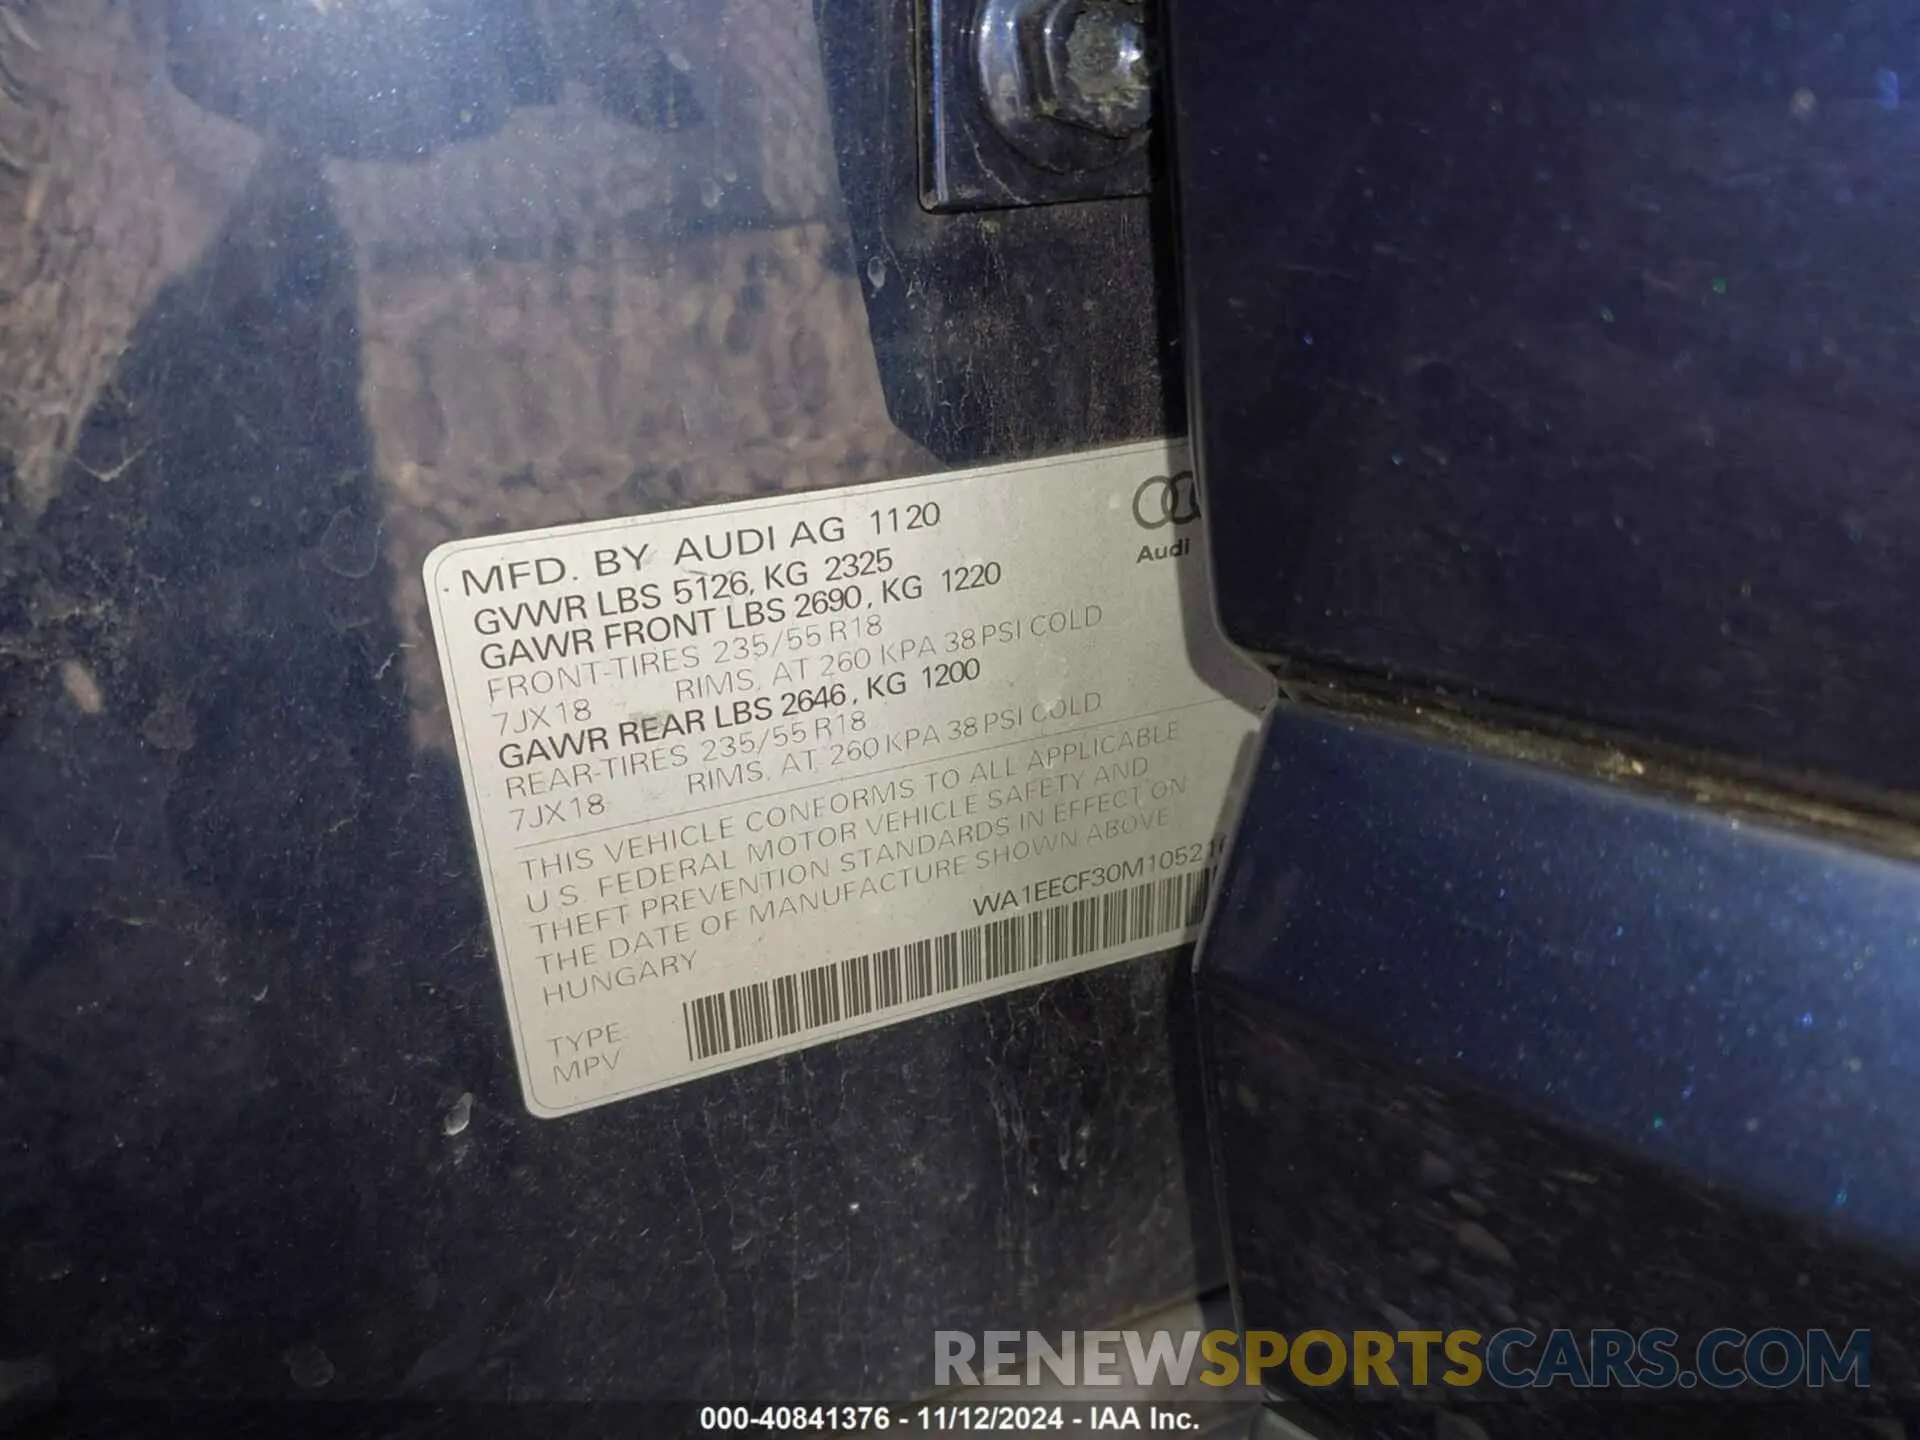 MFD. BY AUDI AG 1120
Audi
GVWR LBS 5126, KG 2325
GAWR FRONT LBS 2690, KG 1220
FRONT-TIRES 235/55 R18
7JX18 RIMS. AT 260 KPA 38 PSI COLD
GAWR REAR LBS 2646, KG 1200
REAR-TIRES 235/55 R18
7JX18 RIMS. AT 260 KPA 38 PSI COLD
THIS VEHICLE CONFORMS TO ALL APPLICABLE
U.S. FEDERAL MOTOR VEHICLE SAFETY AND
THEFT PREVENTION STANDARDS IN EFFECT ON
THE DATE OF MANUFACTURE SHOWN ABOVE
HUNGARY
TYPE
MPV
RENEWSPORTSCARS.COM
000-40841376 - 11/12/2024 - IAA Inc.